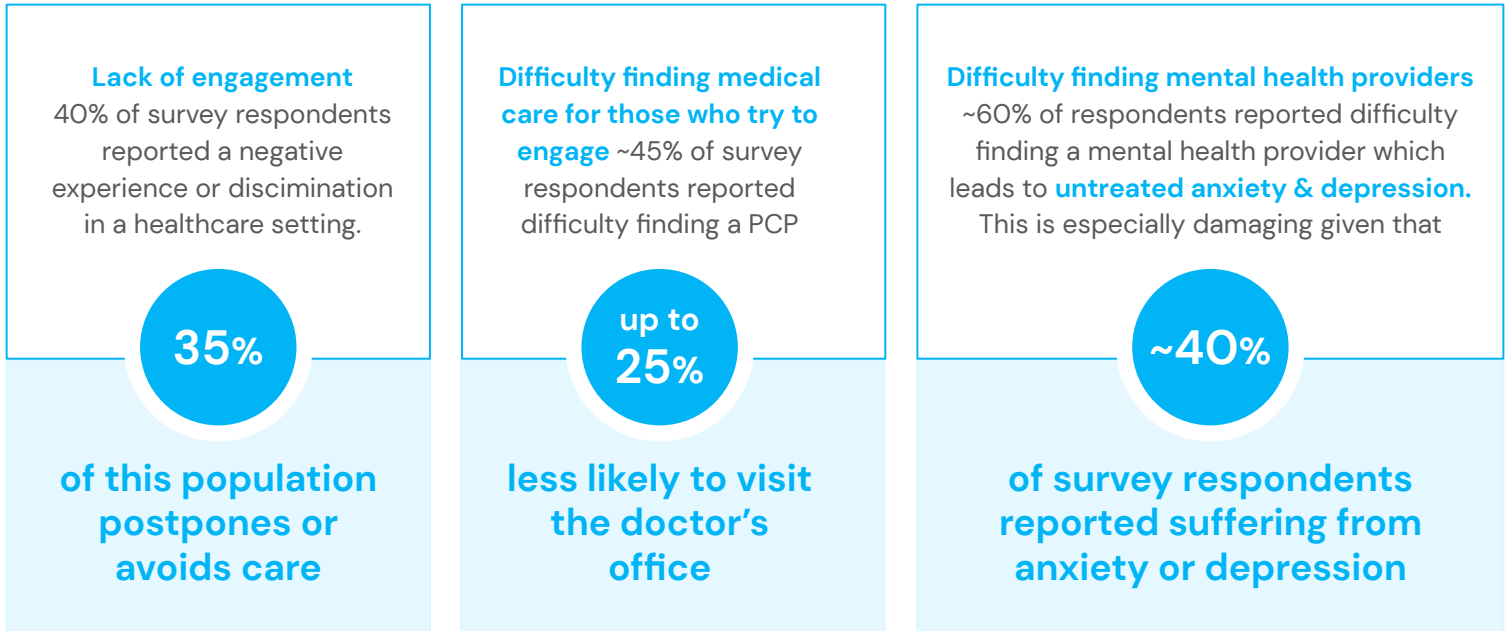 Lack of engagement
40% of survey respondents
reported a negative
experience or discimination
in a healthcare setting.
35%
of this population
postpones or
avoids care
Difficulty finding medical
care for those who try to
engage ~45% of survey
respondents reported
difficulty finding a PCP
up to
25%
less likely to visit
the doctor’s
office
Difficulty finding mental health providers
~60% of respondents reported difficulty
finding a mental health provider which
leads to untreated anxiety & depression.
This is especially damaging given that
~40%
of survey respondents
reported suffering from
anxiety or depression